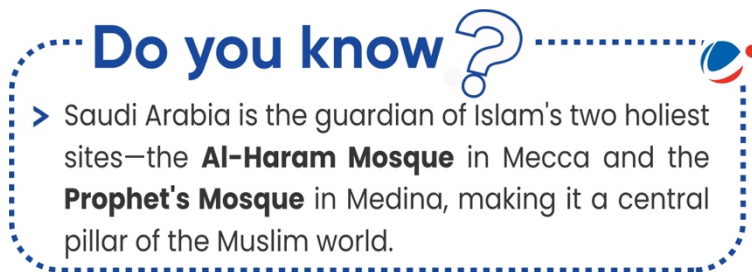 Do you know?
> Saudi Arabia is the guardian of Islam's two holiest
sites—the Al-Haram Mosque in Mecca and the
Prophet's Mosque in Medina, making it a central
pillar of the Muslim world.